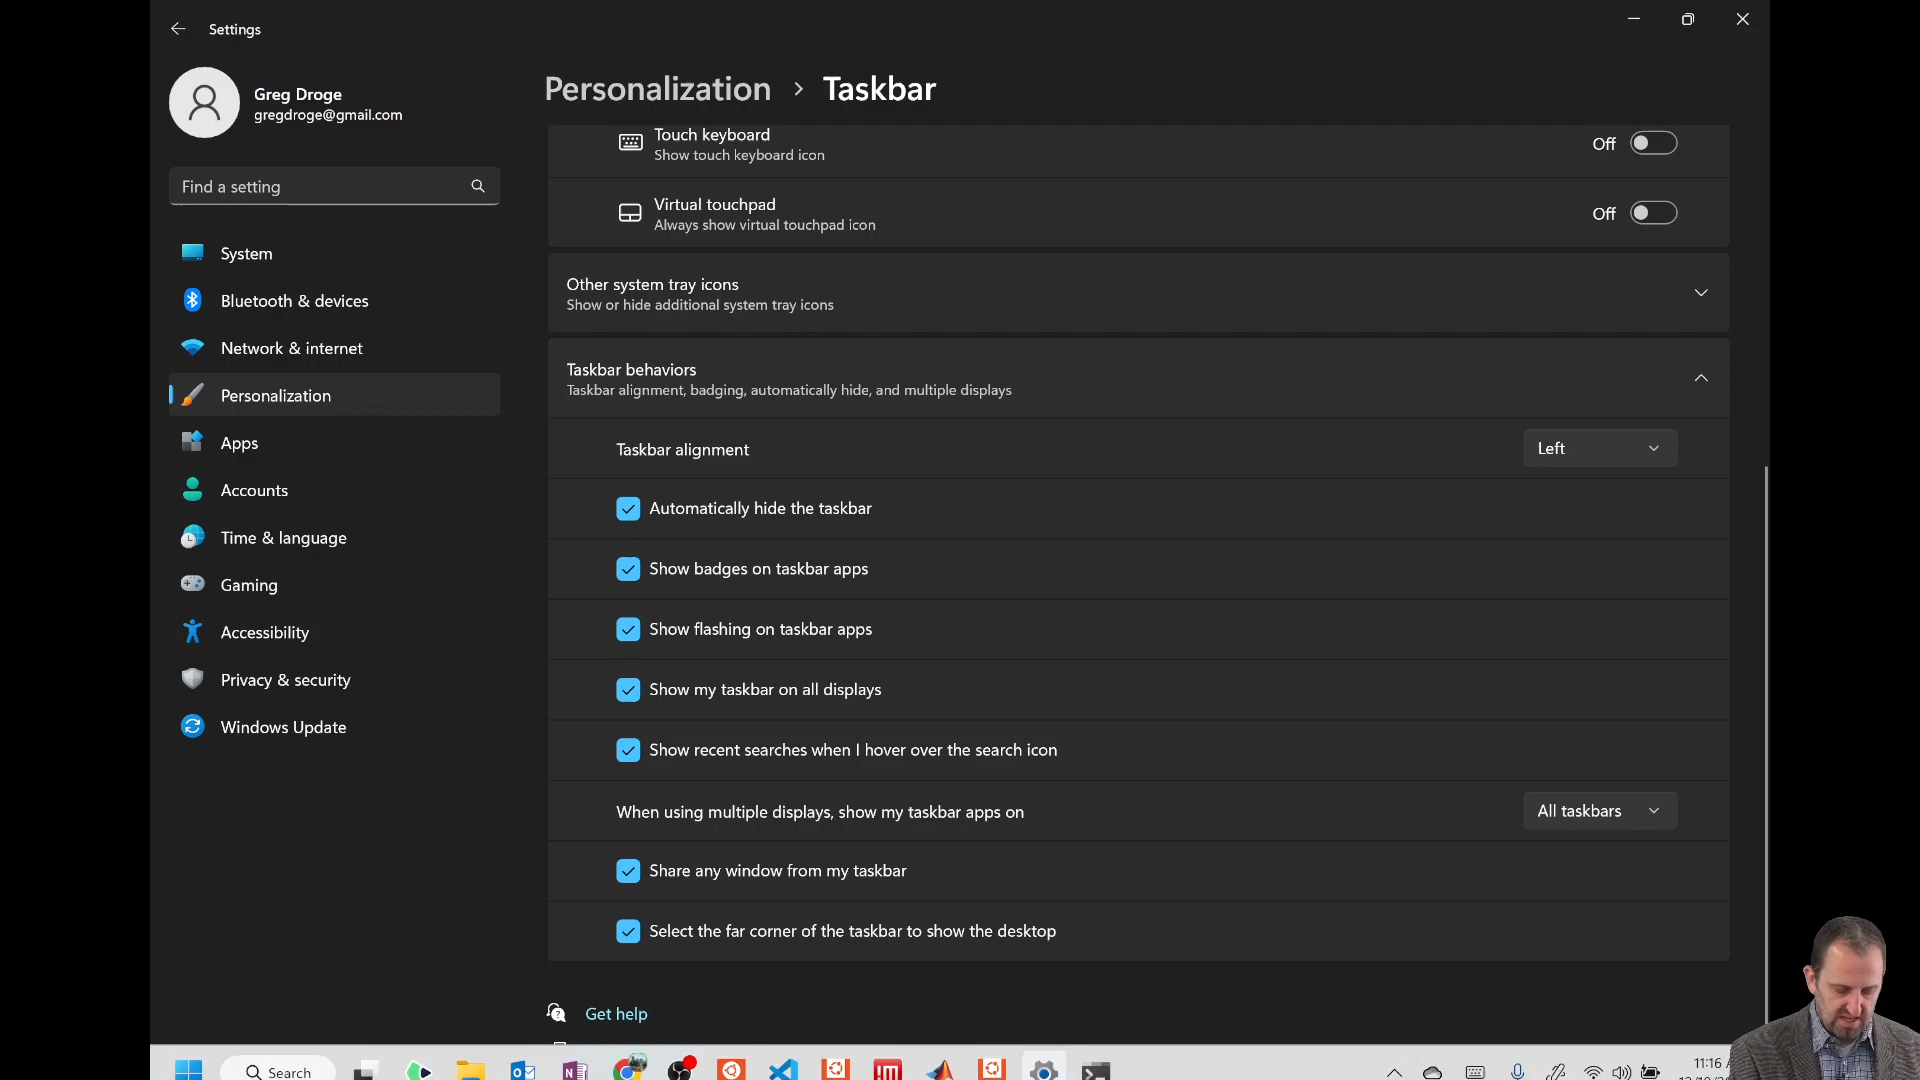 Settings
Greg Droge
gregdroge@gmail.com
Find a setting
System
Bluetooth & devices
Network & internet
Personalization
Apps
Accounts
Time & language
Gaming
Accessibility
Privacy & security
Windows Update
Personalization > Taskbar
Touch keyboard
Show touch keyboard icon
Off
Virtual touchpad
Always show virtual touchpad icon
Off
Other system tray icons
Show or hide additional system tray icons
Taskbar behaviors
Taskbar alignment, badging, automatically hide, and multiple displays
Taskbar alignment
Left
Automatically hide the taskbar
Show badges on taskbar apps
Show flashing on taskbar apps
Show my taskbar on all displays
Show recent searches when I hover over the search icon
When using multiple displays, show my taskbar apps on
All taskbars
Share any window from my taskbar
Select the far corner of the taskbar to show the desktop
Get help
Search
11:16